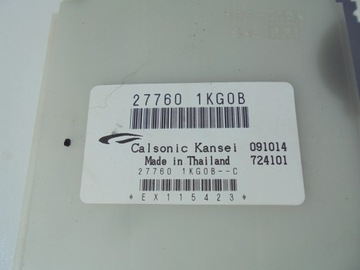 27760 1KG0B
Calsonic Kansei 091014
Made in Thailand 724101
27760 1KG0B--C
*EX115423*